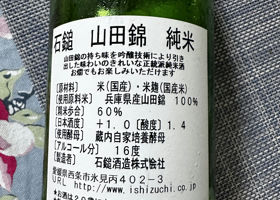 石鎚 山田錦 純米
山田錦の持ち味を吟醸技術により引き
出した味わいのきれいな正統派純米酒
お燗でもお楽しみいただけます
【原材料】 米(国産)・米麹(国産米)
【使用原料米】 兵庫県産山田錦 100%
【精米歩合】 60%
【日本酒度】 +1.0【酸度】1.4
【使用酵母】 蔵内自家培養酵母
【アルコール分】 16度
【製造者】 石鎚酒造株式会社
愛媛県西条市氷見丙402-3
URL http://www.ishizuchi.co.jp